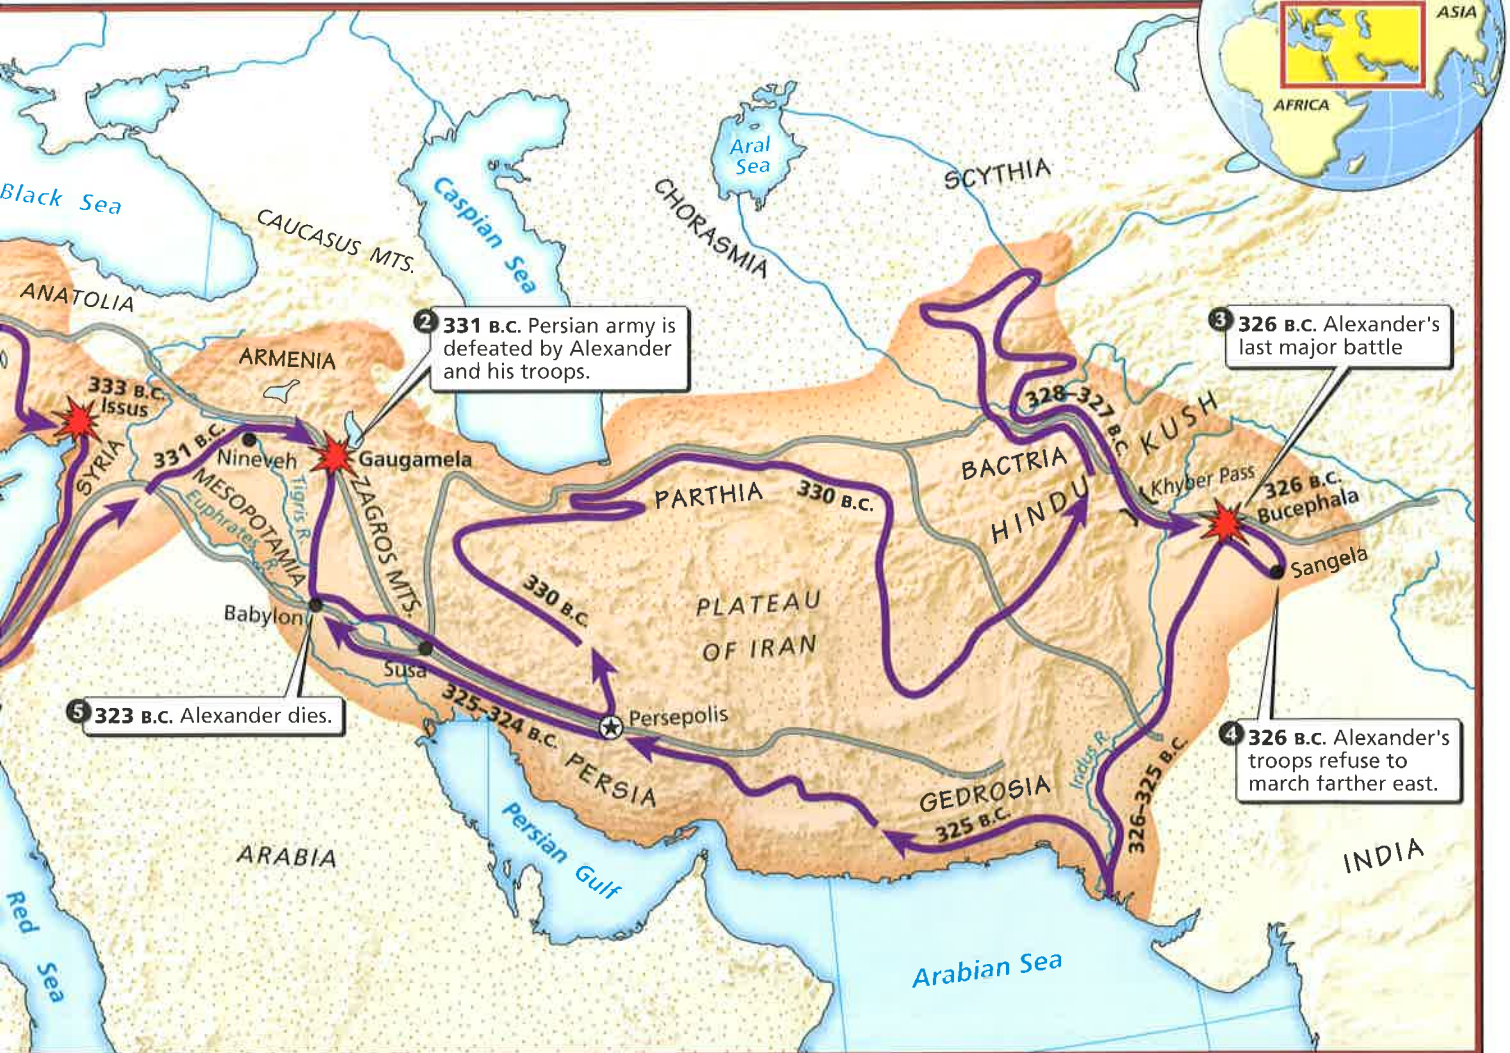 ASIA
AFRICA
Black Sea
CAUCASUS MTS.
Caspian Sea
Aral
Sea
CHORASMIA
SCYTHIA
ANATOLIA
ARMENIA
2 331 B.C. Persian army is
defeated by Alexander
and his troops.
3 326 B.C. Alexander's
last major battle
333 B.C.
Issus
SYRIA
331 B.C.
Nineveh
Gaugamela
MESOPOTAMIA
Tigris R.
Euphrates R.
ZAGROS MTS.
PARTHIA
330 B.C.
330 B.C.
328–327 B.C.
BACTRIA
HINDU KUSH
Khyber Pass
326 B.C.
Bucephala
Sangela
PLATEAU
OF IRAN
Babylon
Susa
5 323 B.C. Alexander dies.
325–324 B.C.
Persepolis
PERSIA
GEDROSIA
325 B.C.
Indus R.
326–325 B.C.
4 326 B.C. Alexander's
troops refuse to
march farther east.
ARABIA
Persian Gulf
INDIA
Red Sea
Arabian Sea